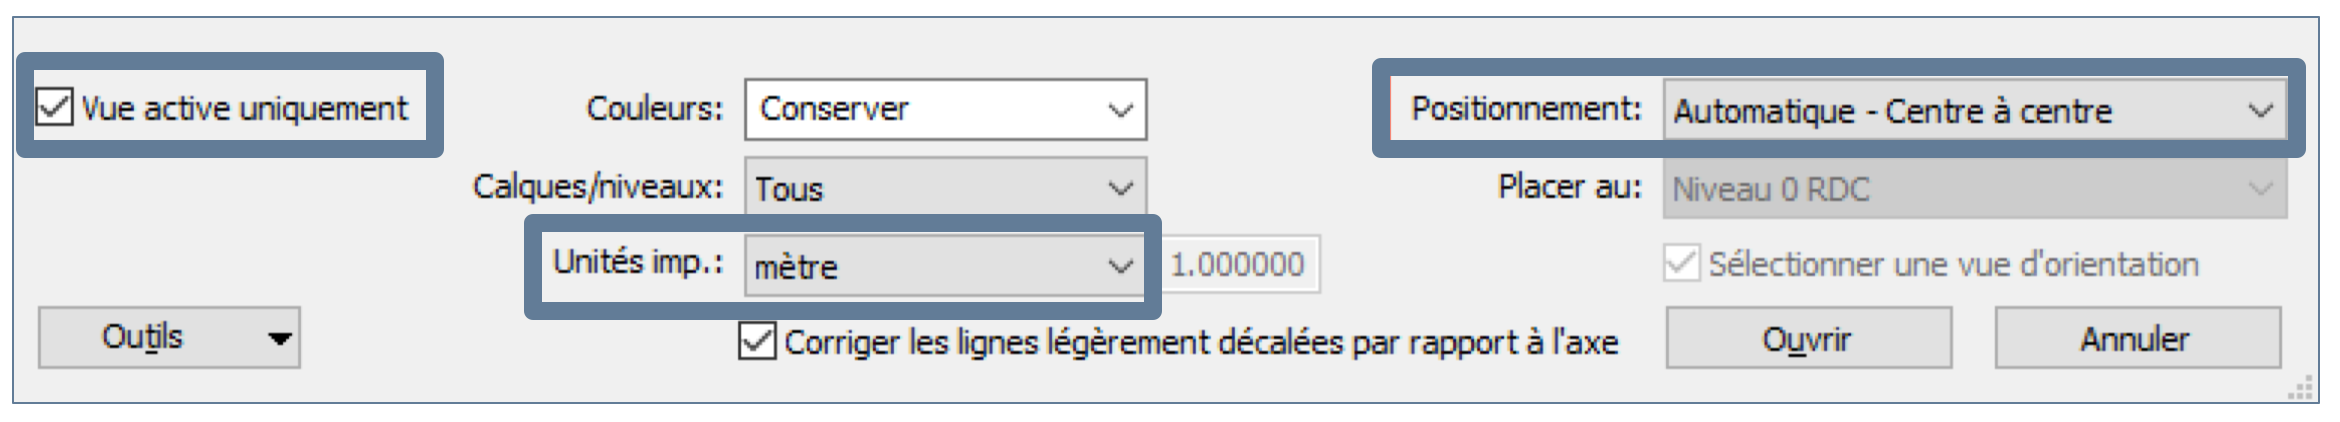 Vue active uniquement
Couleurs: Conserver
Positionnement: Automatique - Centre à centre
Calques/niveaux: Tous
Placer au: Niveau 0 RDC
Unités imp.: mètre 1.000000
Sélectionner une vue d'orientation
Outils
Corriger les lignes légèrement décalées par rapport à l'axe
Ouvrir
Annuler